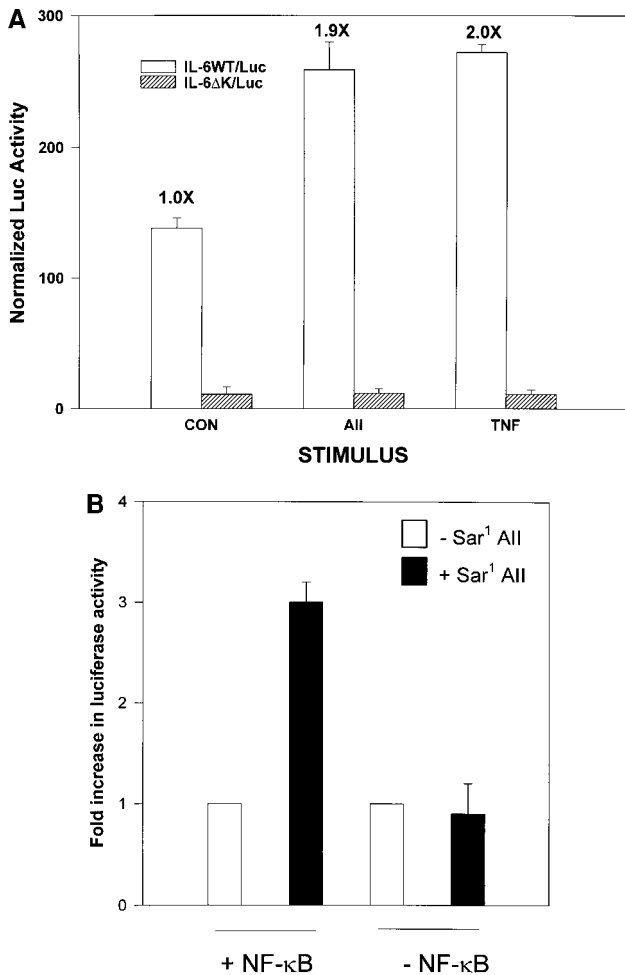 A
300
200
100
0
Normalized Luc Activity
IL-6WT/Luc
IL-6ΔK/Luc
1.0X
1.9X
2.0X
CON
AII
TNF
STIMULUS
B
4
3
2
1
0
Fold increase in luciferase activity
- Sar¹ AII
+ Sar¹ AII
+ NF-κB
- NF-κB